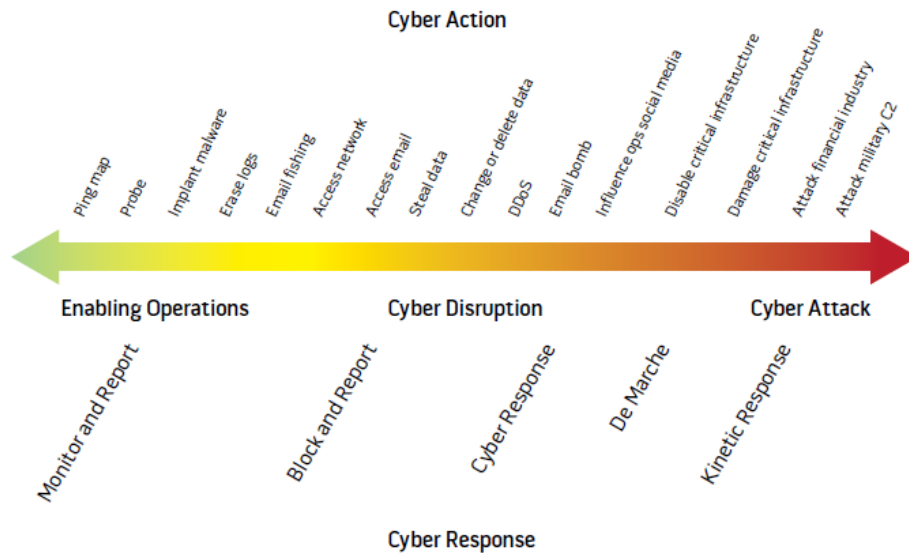 Cyber Action
Ping map
Probe
Implant malware
Erase logs
Email fishing
Access network
Access email
Steal data
Change or delete data
DDoS
Email bomb
Influence ops social media
Disable critical infrastructure
Damage critical infrastructure
Attack financial industry
Attack military C2
Enabling Operations
Cyber Disruption
Cyber Attack
Monitor and Report
Block and Report
Cyber Response
De Marche
Kinetic Response
Cyber Response